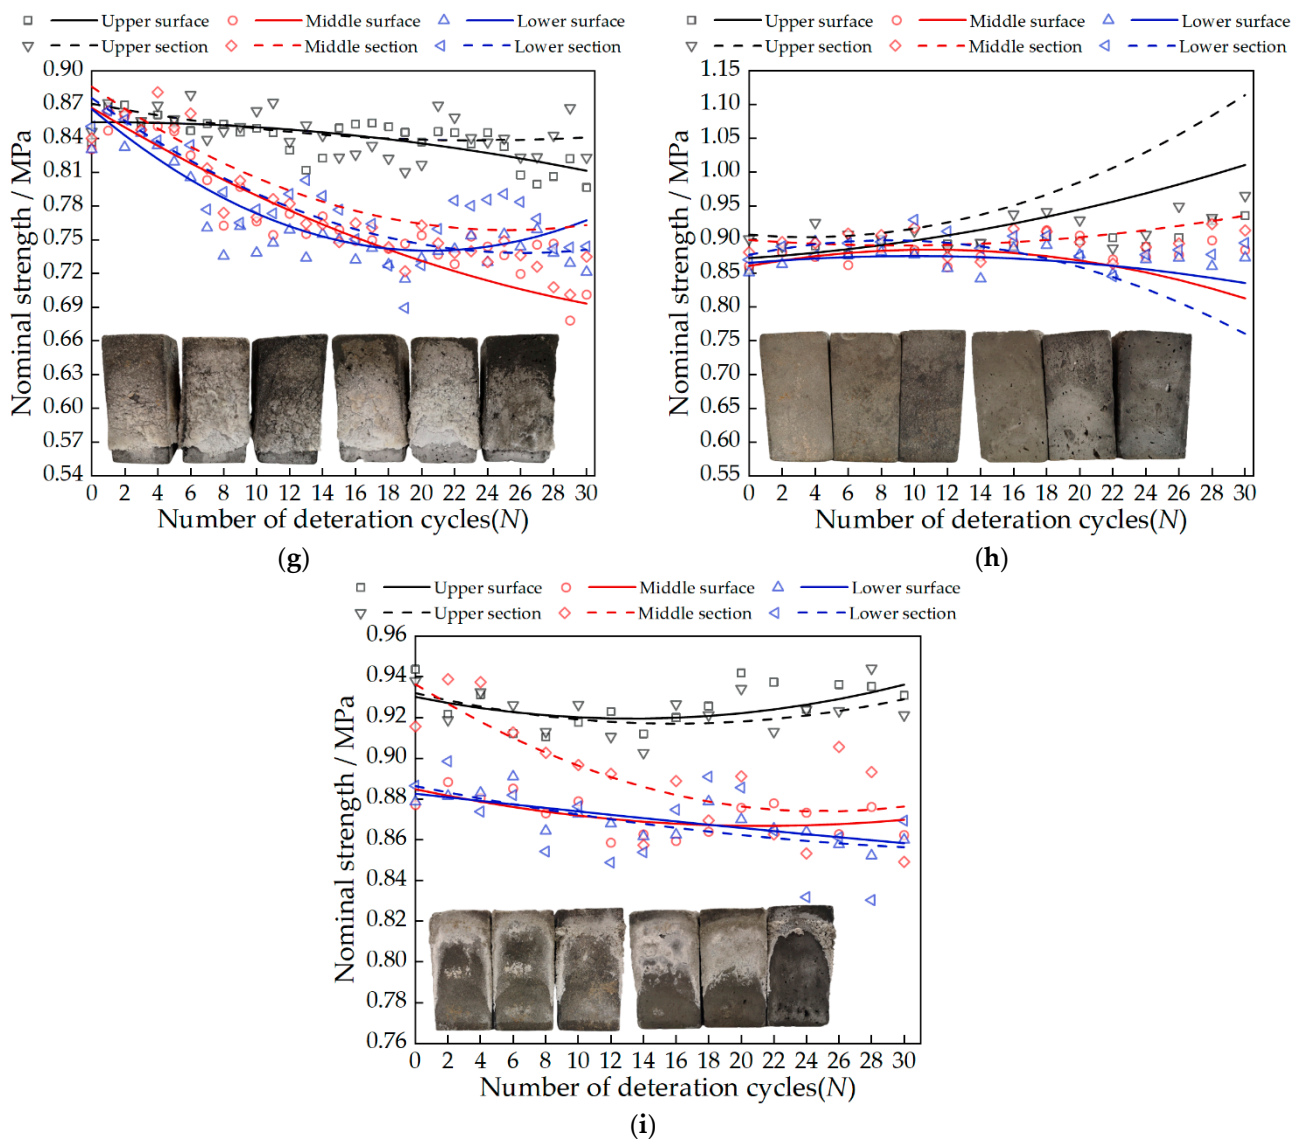 Upper surface Middle surface Lower surface
Upper section Middle section Lower section
0.90
0.87
0.84
0.81
0.78
0.75
0.72
0.69
0.66
0.63
0.60
0.57
0.54
Nominal strength / MPa
0 2 4 6 8 10 12 14 16 18 20 22 24 26 28 30
Number of deteration cycles(N)
(g)
Upper surface Middle surface Lower surface
Upper section Middle section Lower section
1.15
1.10
1.05
1.00
0.95
0.90
0.85
0.80
0.75
0.70
0.65
0.60
0.55
Nominal strength / MPa
0 2 4 6 8 10 12 14 16 18 20 22 24 26 28 30
Number of deteration cycles(N)
(h)
Upper surface Middle surface Lower surface
Upper section Middle section Lower section
0.96
0.94
0.92
0.90
0.88
0.86
0.84
0.82
0.80
0.78
0.76
Nominal strength / MPa
0 2 4 6 8 10 12 14 16 18 20 22 24 26 28 30
Number of deteration cycles(N)
(i)